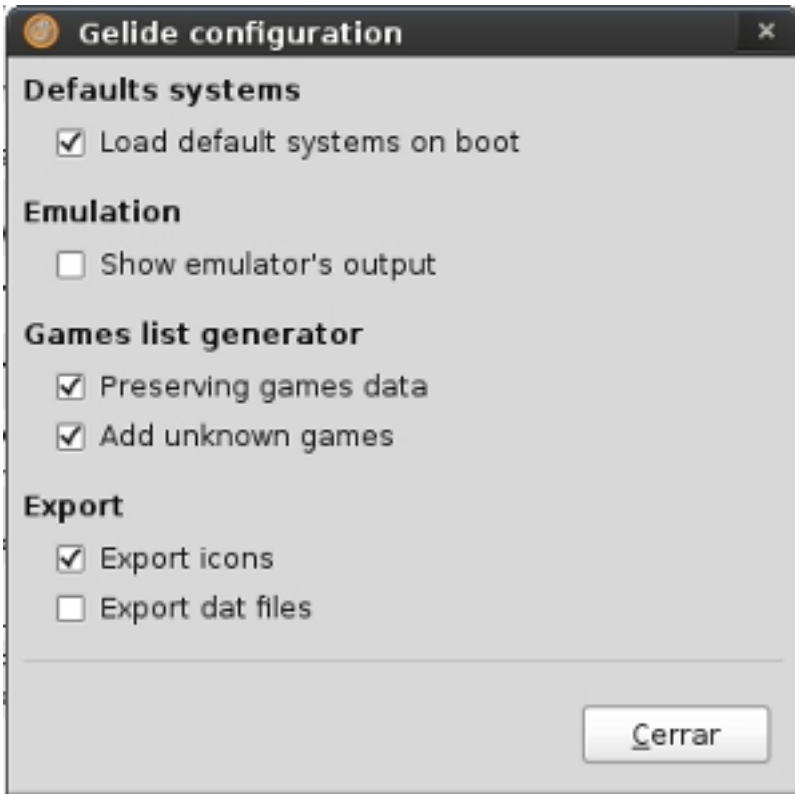 Gelide configuration
Defaults systems
Load default systems on boot
Emulation
Show emulator's output
Games list generator
Preserving games data
Add unknown games
Export
Export icons
Export dat files
Cerrar